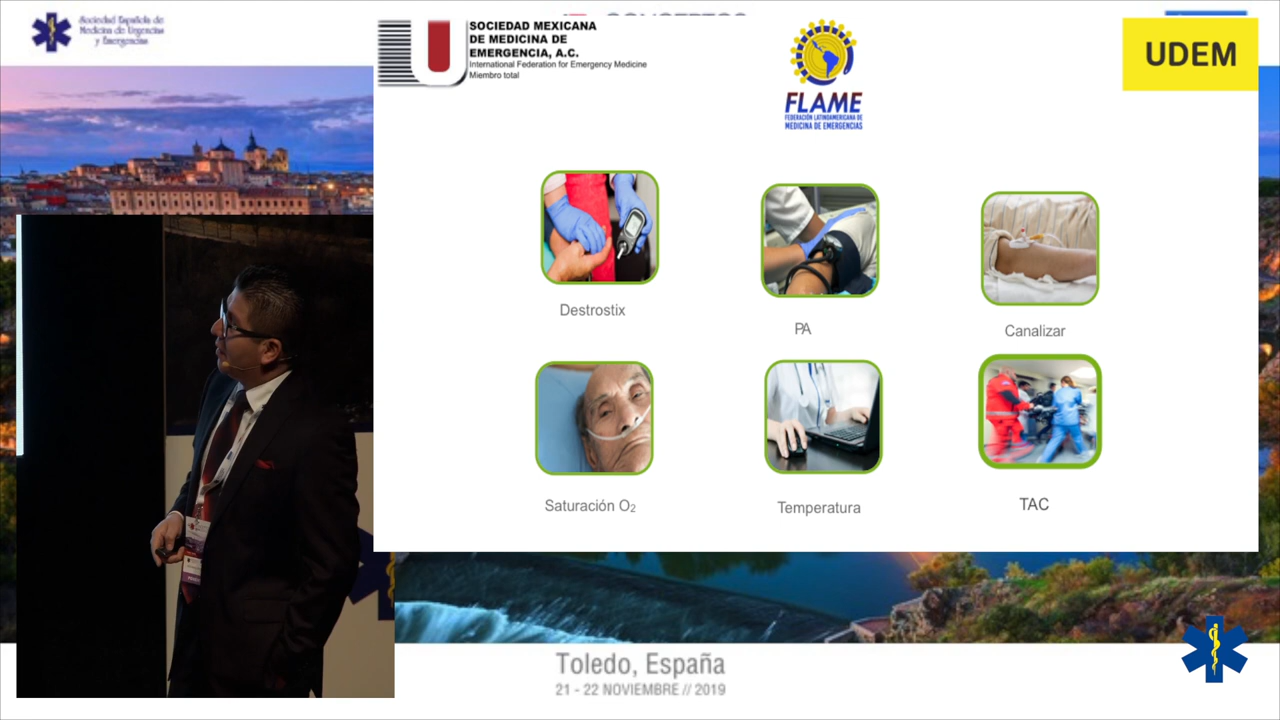 Sociedad Española de
Medicina de Urgencias
y Emergencias
SOCIEDAD MEXICANA
DE MEDICINA DE
EMERGENCIA, A.C.
International Federation for Emergency Medicine
Miembro total
FLAME
FEDERACIÓN LATINOAMERICANA DE
MEDICINA DE EMERGENCIAS
UDEM
Destrostix
PA
Canalizar
Saturación O₂
Temperatura
TAC
Toledo, España
21 - 22 NOVIEMBRE // 2019